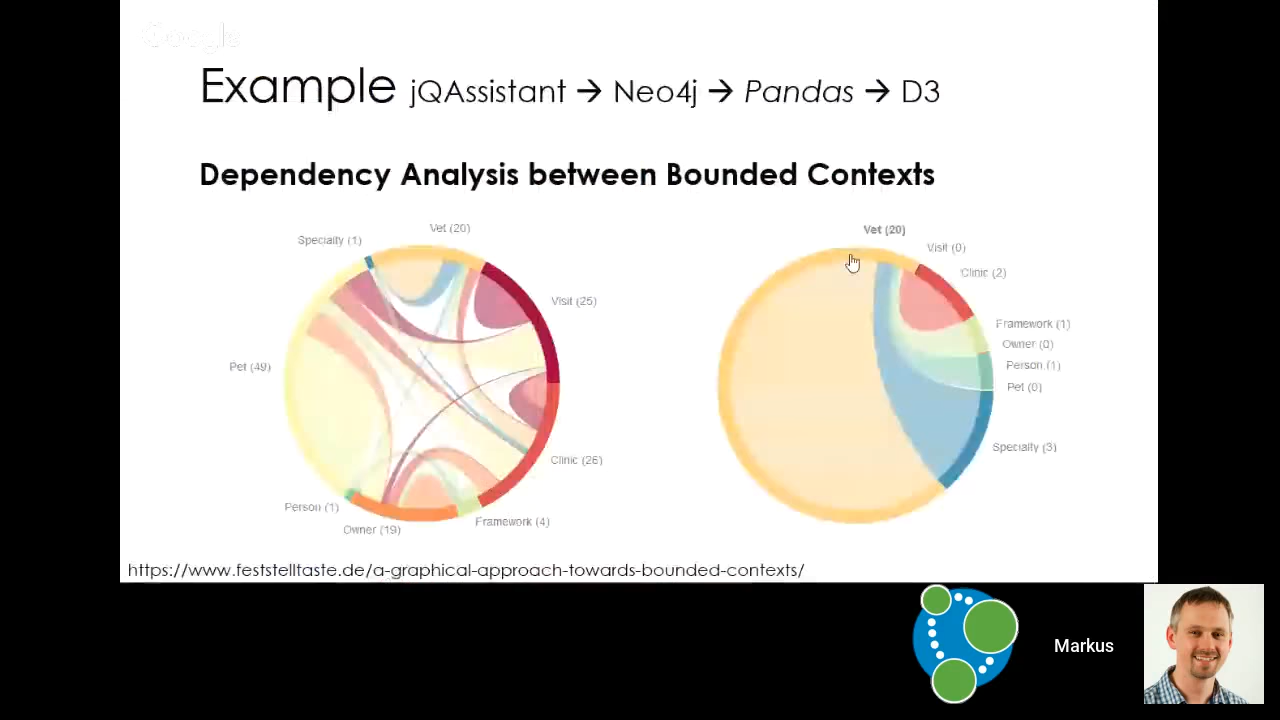 Google
Example jQAssistant → Neo4j → Pandas → D3
Dependency Analysis between Bounded Contexts
Vet (20)
Specialty (1)
Visit (25)
Pet (49)
Clinic (26)
Person (1)
Framework (4)
Owner (19)
Vet (20)
Visit (0)
Clinic (2)
Framework (1)
Owner (0)
Person (1)
Pet (0)
Specialty (3)
https://www.feststelltaste.de/a-graphical-approach-towards-bounded-contexts/
Markus